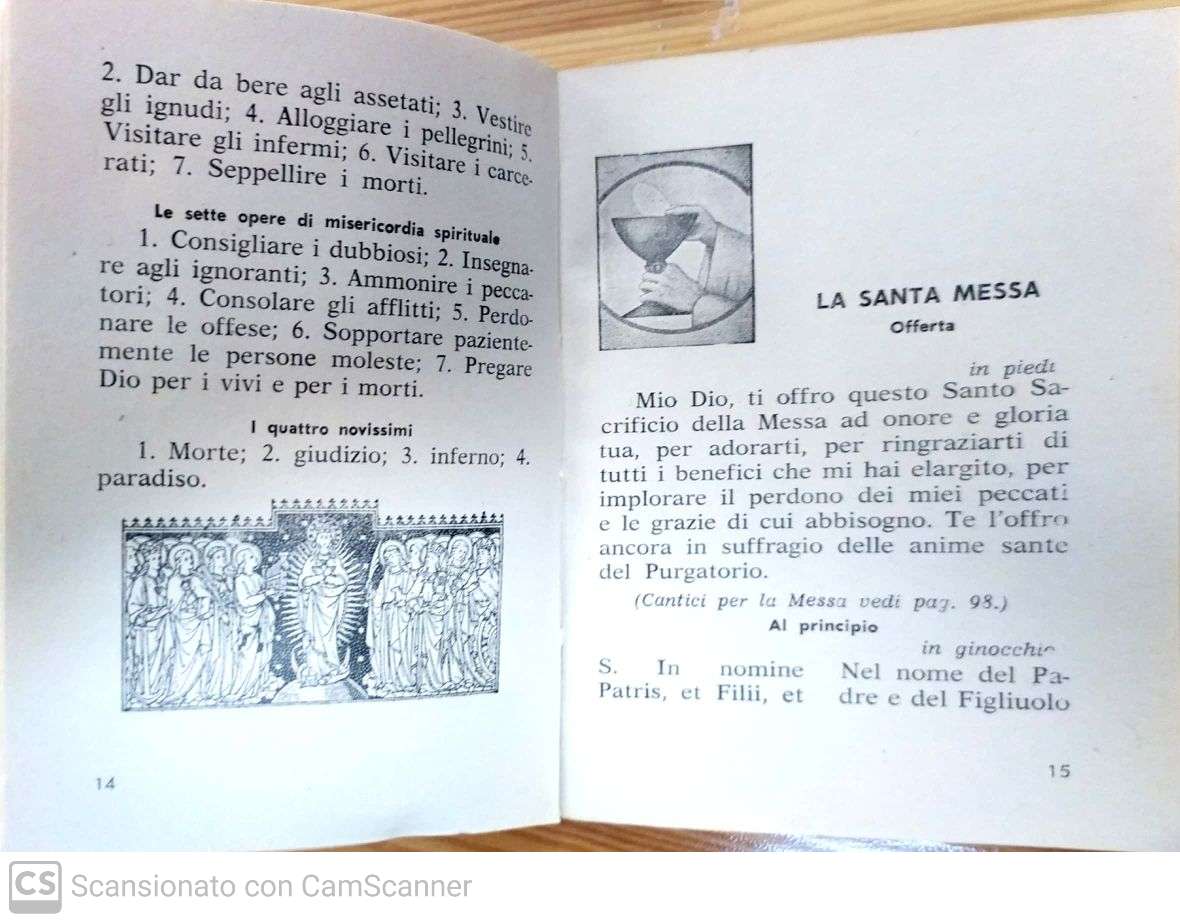 2. Dar da bere agli assetati; 3. Vestire
gli ignudi; 4. Alloggiare i pellegrini; 5.
Visitare gli infermi; 6. Visitare i carce-
rati; 7. Seppellire i morti.
Le sette opere di misericordia spirituale
1. Consigliare i dubbiosi; 2. Insegna-
re agli ignoranti; 3. Ammonire i pecca-
tori; 4. Consolare gli afflitti; 5. Perdo-
nare le offese; 6. Sopportare paziente-
mente le persone moleste; 7. Pregare
Dio per i vivi e per i morti.
I quattro novissimi
1. Morte; 2. giudizio; 3. inferno; 4.
paradiso.
14
LA SANTA MESSA
Offerta
in piedi
Mio Dio, ti offro questo Santo Sa-
crificio della Messa ad onore e gloria
tua, per adorarti, per ringraziarti di
tutti i benefici che mi hai elargito, per
implorare il perdono dei miei peccati
e le grazie di cui abbisogno. Te l'offro
ancora in suffragio delle anime sante
del Purgatorio.
(Cantici per la Messa vedi pag. 98.)
Al principio
in ginocchio
S. In nomine
Patris, et Filii, et
Nel nome del Pa-
dre e del Figliuolo
15
CS Scansionato con CamScanner